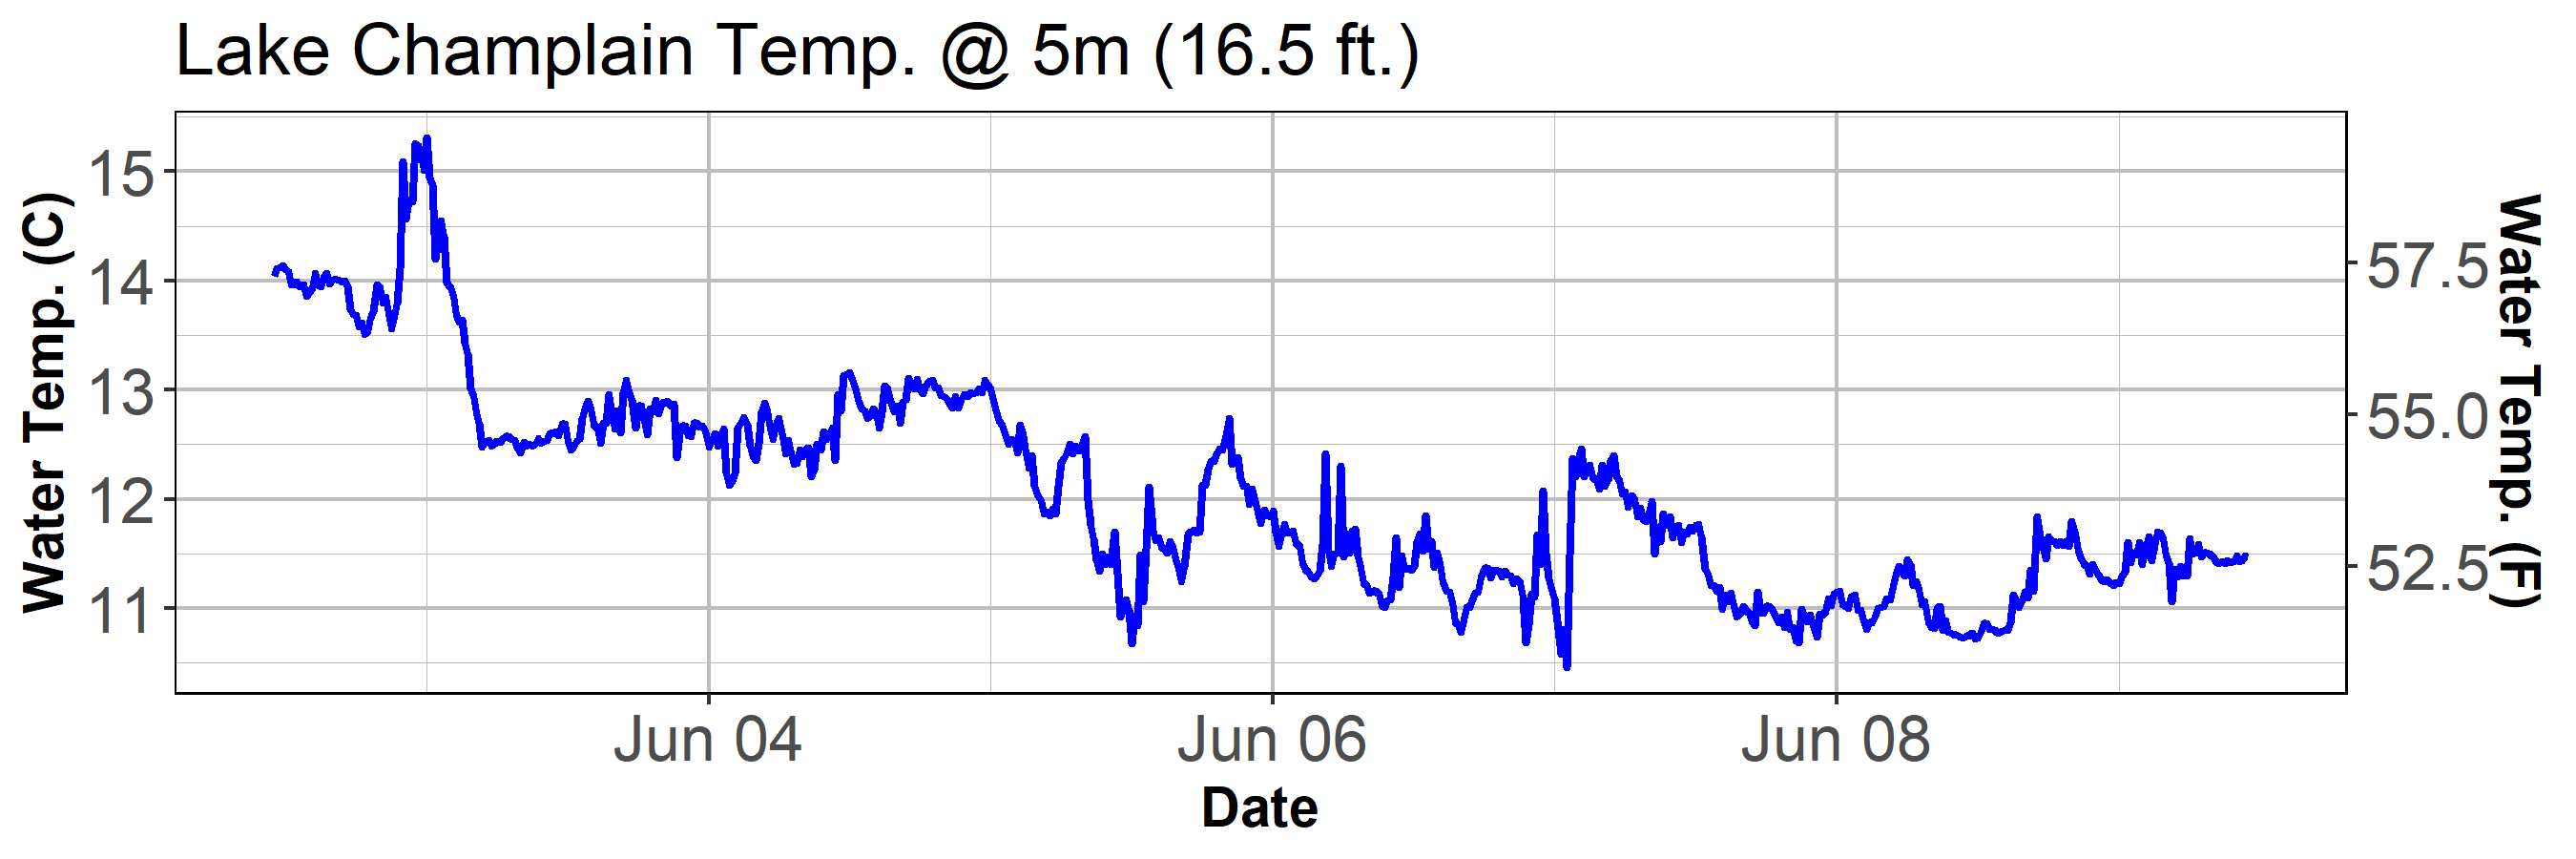 Lake Champlain Temp. @ 5m (16.5 ft.)
Water Temp. (C)
15
14
13
12
11
57.5
55.0
52.5
Water Temp. (F)
Jun 04
Jun 06
Jun 08
Date